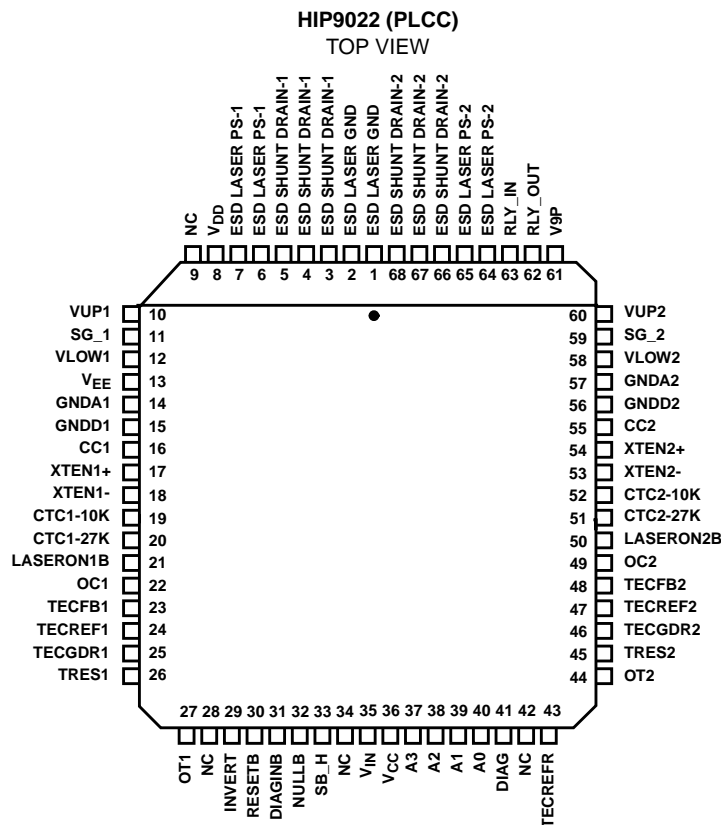 HIP9022 (PLCC)
TOP VIEW
NC
VDD
ESD LASER PS-1
ESD LASER PS-1
ESD SHUNT DRAIN-1
ESD SHUNT DRAIN-1
ESD SHUNT DRAIN-1
ESD LASER GND
ESD LASER GND
ESD SHUNT DRAIN-2
ESD SHUNT DRAIN-2
ESD SHUNT DRAIN-2
ESD LASER PS-2
ESD LASER PS-2
RLY_IN
RLY_OUT
V9P
9 8 7 6 5 4 3 2 1 68 67 66 65 64 63 62 61
VUP1 10 60 VUP2
SG_1 11 59 SG_2
VLOW1 12 58 VLOW2
VEE 13 57 GNDA2
GNDA1 14 56 GNDD2
GNDD1 15 55 CC2
CC1 16 54 XTEN2+
XTEN1+ 17 53 XTEN2-
XTEN1- 18 52 CTC2-10K
CTC1-10K 19 51 CTC2-27K
CTC1-27K 20 50 LASERON2B
LASERON1B 21 49 OC2
OC1 22 48 TECFB2
TECFB1 23 47 TECREF2
TECREF1 24 46 TECGDR2
TECGDR1 25 45 TRES2
TRES1 26 44 OT2
27 28 29 30 31 32 33 34 35 36 37 38 39 40 41 42 43
OT1
NC
INVERT
RESETB
DIAGINB
NULLB
SB_H
NC
VIN
VCC
A3
A2
A1
A0
DIAG
NC
TECREFR